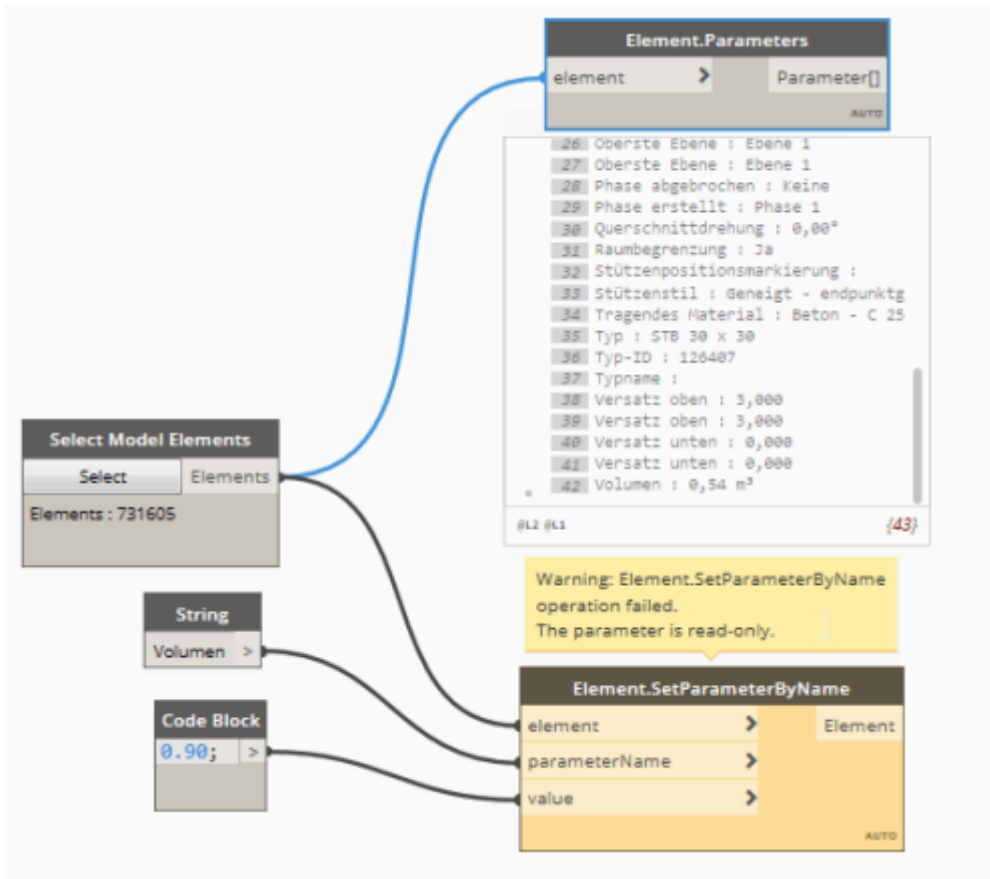 Element.Parameters
element > Parameter[]
AUTO
26 Oberste Ebene : Ebene 1
27 Oberste Ebene : Ebene 1
28 Phase abgebrochen : Keine
29 Phase erstellt : Phase 1
30 Querschnittdrehung : 0,00°
31 Raumbegrenzung : Ja
32 Stützenpositionsmarkierung :
33 Stützenstil : Geneigt - endpunktg
34 Tragendes Material : Beton - C 25
35 Typ : STB 30 x 30
36 Typ-ID : 126407
37 Typname :
38 Versatz oben : 3,000
39 Versatz oben : 3,000
40 Versatz unten : 0,000
41 Versatz unten : 0,000
42 Volumen : 0,54 m³
@L2 @L1 {43}
Select Model Elements
Select Elements
Elements : 731605
String
Volumen >
Code Block
0.90; >
Warning: Element.SetParameterByName
operation failed.
The parameter is read-only.
Element.SetParameterByName
element > Element
parameterName >
value >
AUTO